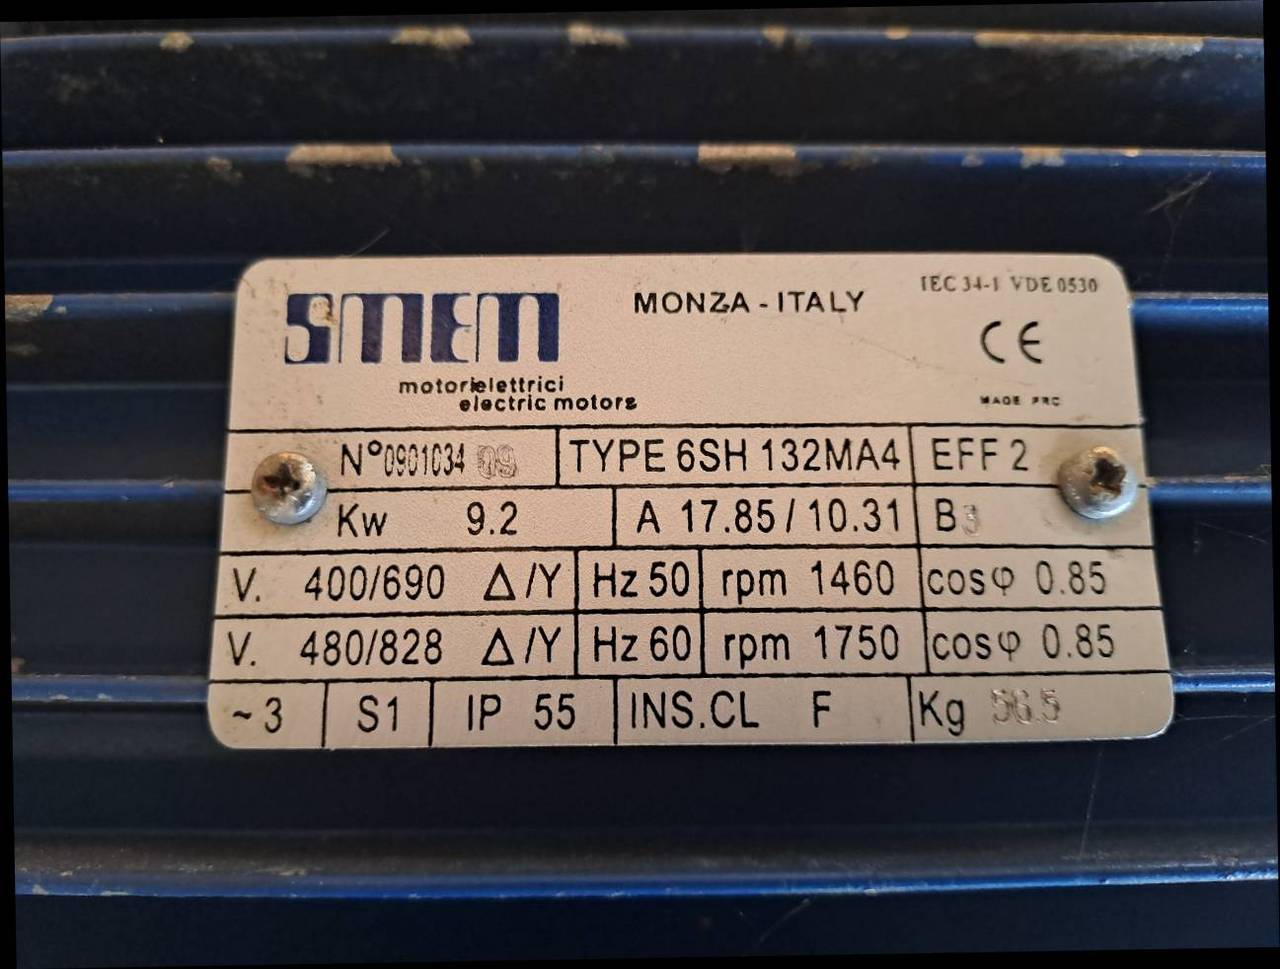 SMEM
MONZA - ITALY
IEC 34-1 VDE 0530
CE
motorielettrici
electric motors
MADE PRC
N° 0901034 09 TYPE 6SH 132MA4 EFF 2
Kw 9.2 A 17.85 / 10.31 B3
V. 400/690 Δ/Y Hz 50 rpm 1460 cosφ 0.85
V. 480/828 Δ/Y Hz 60 rpm 1750 cosφ 0.85
~ 3 S1 IP 55 INS.CL F Kg 56.5